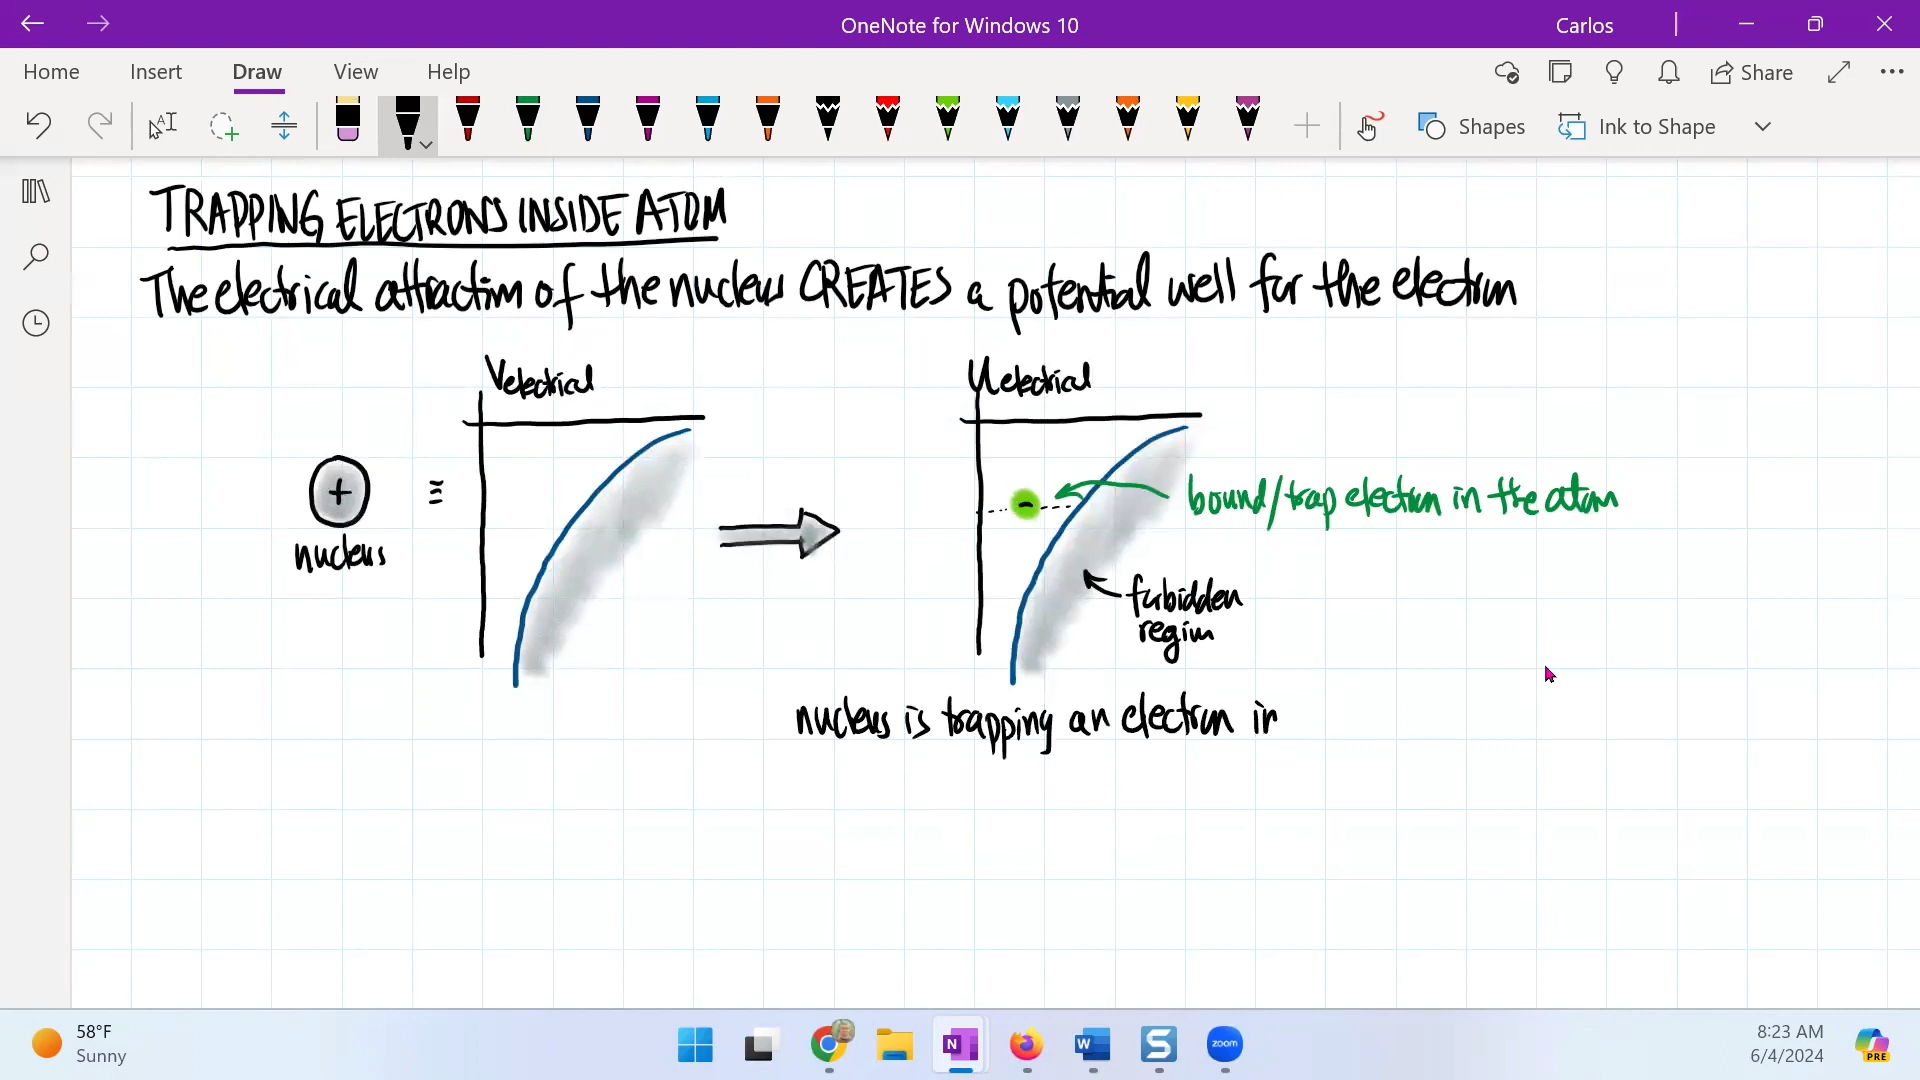 OneNote for Windows 10
Carlos
Home Insert Draw View Help
Share
Shapes
Ink to Shape
TRAPPING ELECTRONS INSIDE ATOM
The electrical attraction of the nucleus CREATES a potential well for the electron
Velectrical
Uelectrical
+
≡
-
bound/trap electron in the atom
nucleus
forbidden
region
nucleus is trapping an electron in
58°F
Sunny
N
W
S
zoom
8:23 AM
6/4/2024
PRE